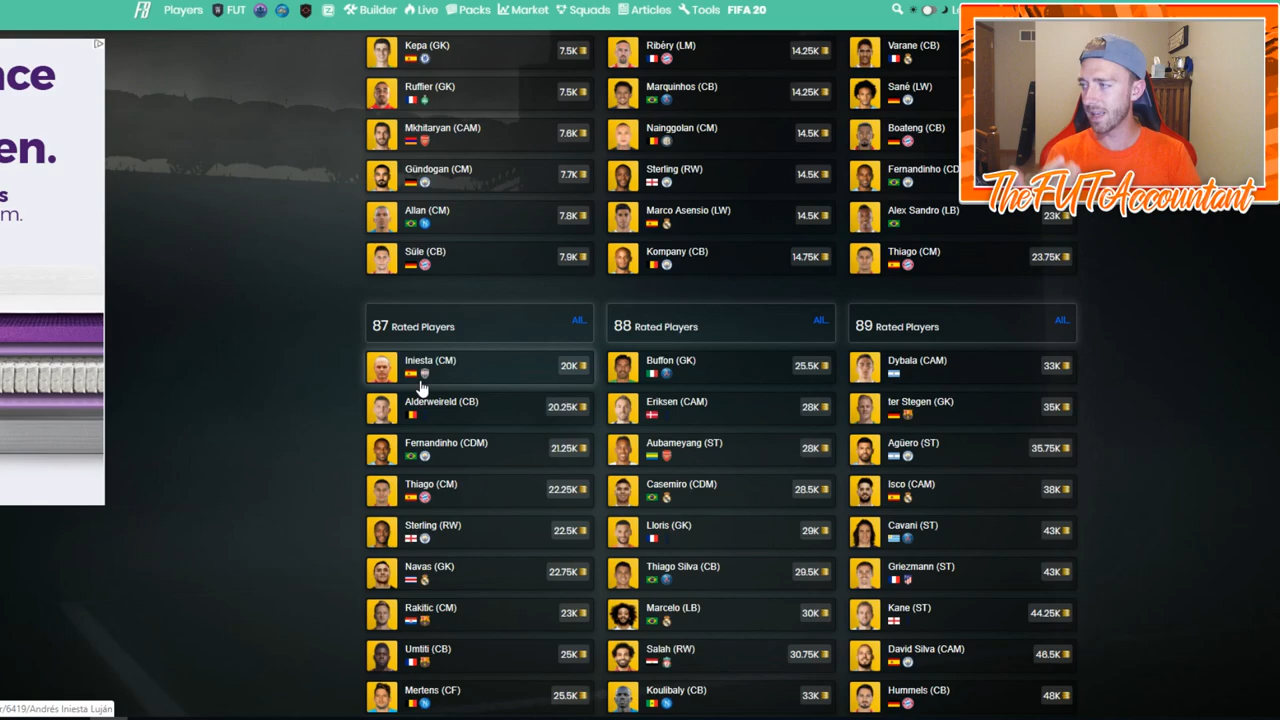 Players
FUT
Builder
Live
Packs
Market
Squads
Articles
Tools
FIFA 20
nce
en.
s
m.
TheFUTAccountant
Kepa (GK) 7.5K
Ruffier (GK) 7.5K
Mkhitaryan (CAM) 7.6K
Gündogan (CM) 7.7K
Allan (CM) 7.8K
Süle (CB) 7.9K
Ribéry (LM) 14.25K
Marquinhos (CB) 14.25K
Nainggolan (CM) 14.5K
Sterling (RW) 14.5K
Marco Asensio (LW) 14.5K
Kompany (CB) 14.75K
Varane (CB)
Sané (LW)
Boateng (CB)
Fernandinho (CD
Alex Sandro (LB) 23K
Thiago (CM) 23.75K
87 Rated Players All..
Iniesta (CM) 20K
Alderweireld (CB) 20.25K
Fernandinho (CDM) 21.25K
Thiago (CM) 22.25K
Sterling (RW) 22.5K
Navas (GK) 22.75K
Rakitic (CM) 23K
Umtiti (CB) 25K
Mertens (CF) 25.5K
88 Rated Players All..
Buffon (GK) 25.5K
Eriksen (CAM) 28K
Aubameyang (ST) 28K
Casemiro (CDM) 28.5K
Lloris (GK) 29K
Thiago Silva (CB) 29.5K
Marcelo (LB) 30K
Salah (RW) 30.75K
Koulibaly (CB) 33K
89 Rated Players All..
Dybala (CAM) 33K
ter Stegen (GK) 35K
Agüero (ST) 35.75K
Isco (CAM) 38K
Cavani (ST) 43K
Griezmann (ST) 43K
Kane (ST) 44.25K
David Silva (CAM) 46.5K
Hummels (CB) 48K
r/6419/Andrés Iniesta Luján